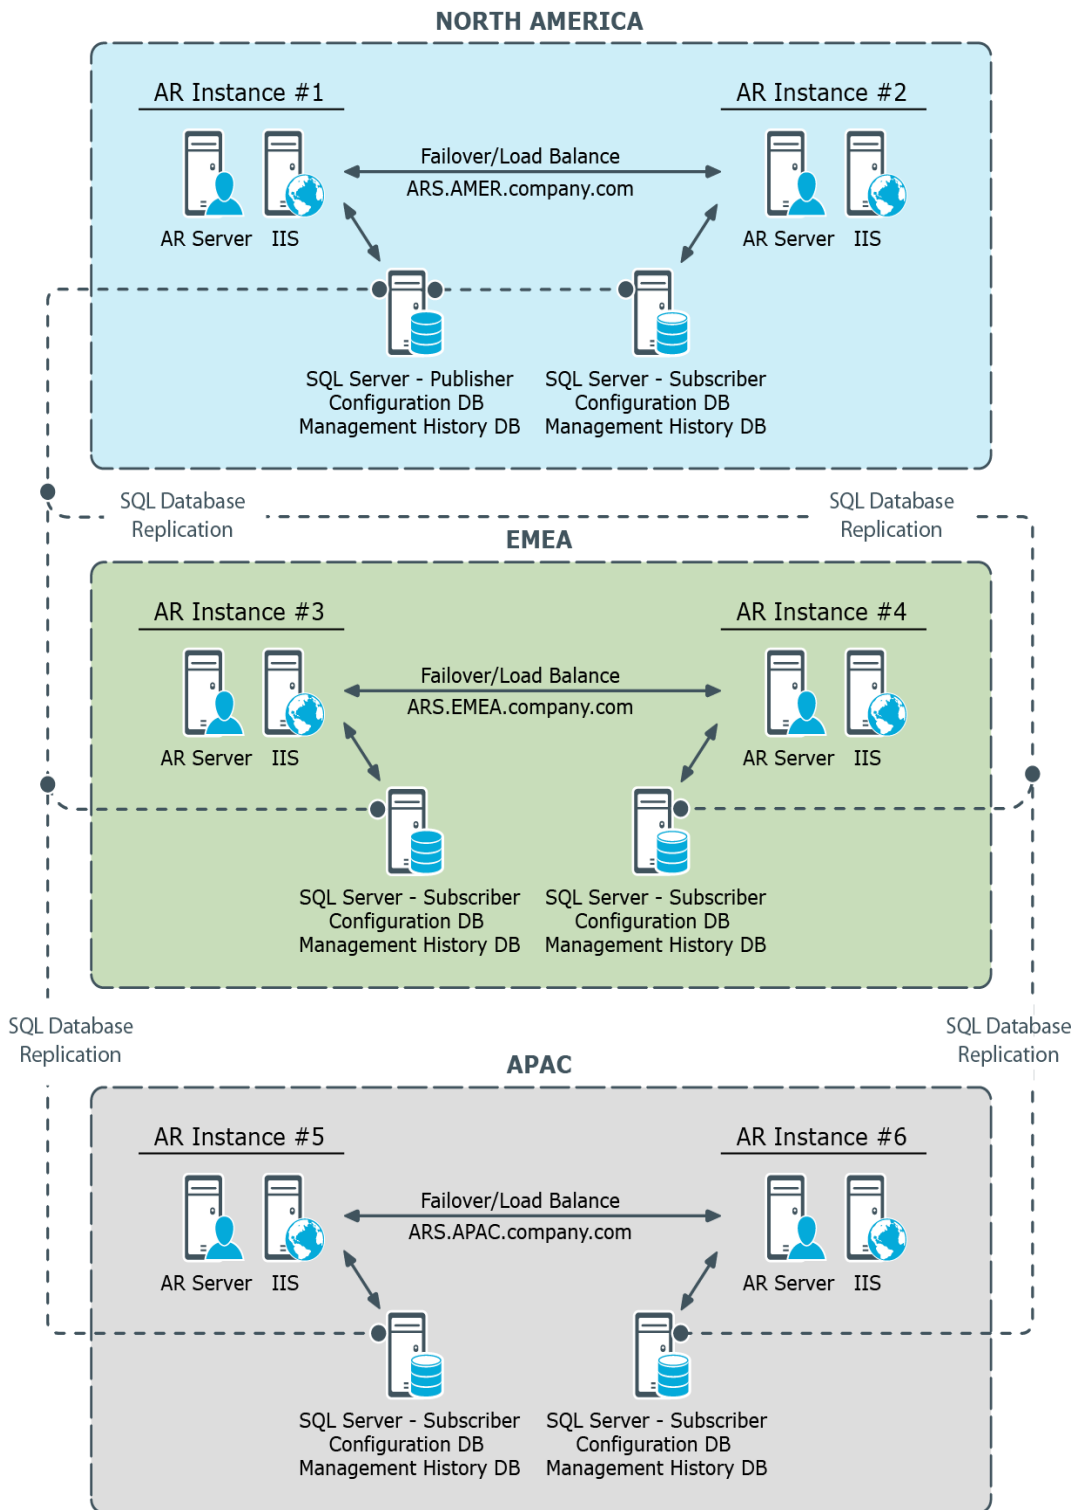 NORTH AMERICA
AR Instance #1
AR Instance #2
Failover/Load Balance
ARS.AMER.company.com
AR Server IIS
AR Server IIS
SQL Server - Publisher
Configuration DB
Management History DB
SQL Server - Subscriber
Configuration DB
Management History DB
SQL Database
Replication
SQL Database
Replication
EMEA
AR Instance #3
AR Instance #4
Failover/Load Balance
ARS.EMEA.company.com
AR Server IIS
AR Server IIS
SQL Server - Subscriber
Configuration DB
Management History DB
SQL Server - Subscriber
Configuration DB
Management History DB
SQL Database
Replication
SQL Database
Replication
APAC
AR Instance #5
AR Instance #6
Failover/Load Balance
ARS.APAC.company.com
AR Server IIS
AR Server IIS
SQL Server - Subscriber
Configuration DB
Management History DB
SQL Server - Subscriber
Configuration DB
Management History DB